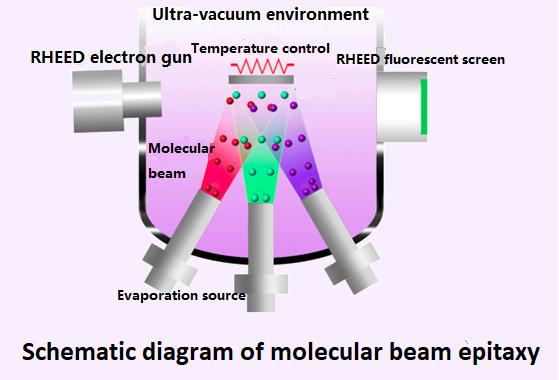 Ultra-vacuum environment
Temperature control
RHEED electron gun
RHEED fluorescent screen
Molecular
beam
Evaporation source
Schematic diagram of molecular beam epitaxy